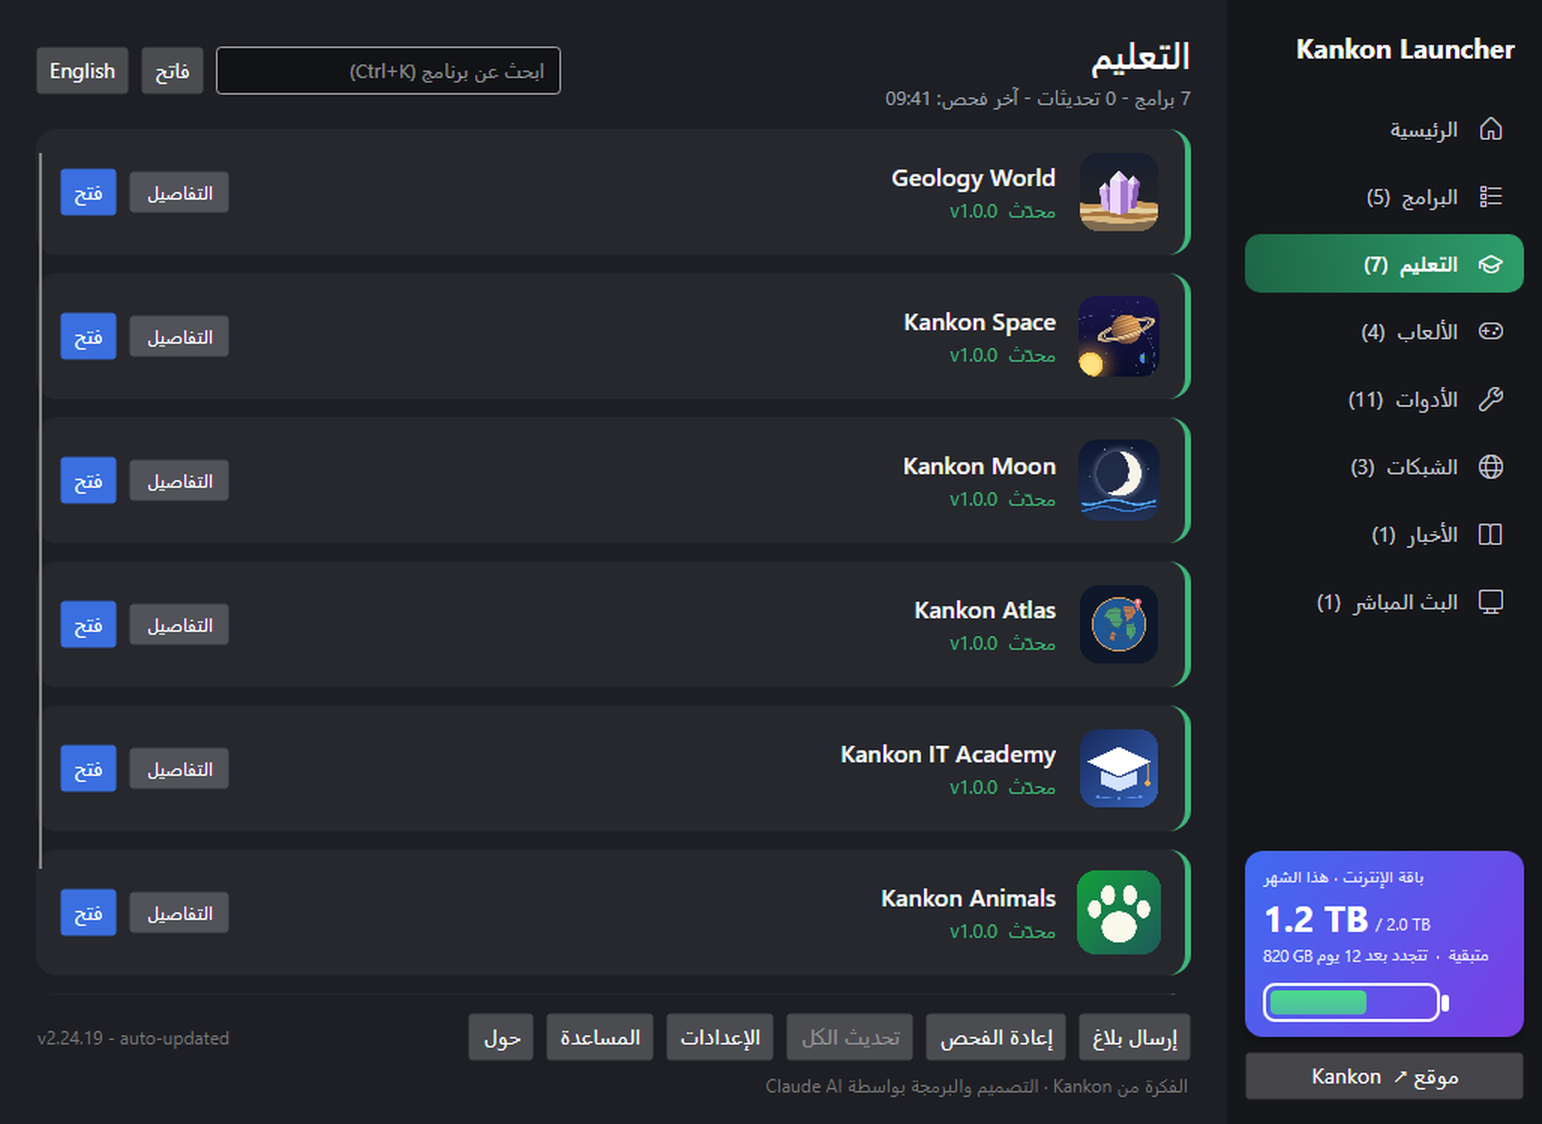 Kankon Launcher
الرئيسية
البرامج (5)
التعليم (7)
الألعاب (4)
الأدوات (11)
الشبكات (3)
الأخبار (1)
البث المباشر (1)
باقة الإنترنت · هذا الشهر
1.2 TB / 2.0 TB
820 GB متبقية · تتجدد بعد 12 يوم
موقع Kankon ↗
التعليم
7 برامج - 0 تحديثات - آخر فحص: 09:41
ابحث عن برنامج (Ctrl+K)
فاتح
English
Geology World
محدّث v1.0.0
التفاصيل
فتح
Kankon Space
محدّث v1.0.0
التفاصيل
فتح
Kankon Moon
محدّث v1.0.0
التفاصيل
فتح
Kankon Atlas
محدّث v1.0.0
التفاصيل
فتح
Kankon IT Academy
محدّث v1.0.0
التفاصيل
فتح
Kankon Animals
محدّث v1.0.0
التفاصيل
فتح
إرسال بلاغ
إعادة الفحص
تحديث الكل
الإعدادات
المساعدة
حول
v2.24.19 - auto-updated
الفكرة من Kankon · التصميم والبرمجة بواسطة Claude AI